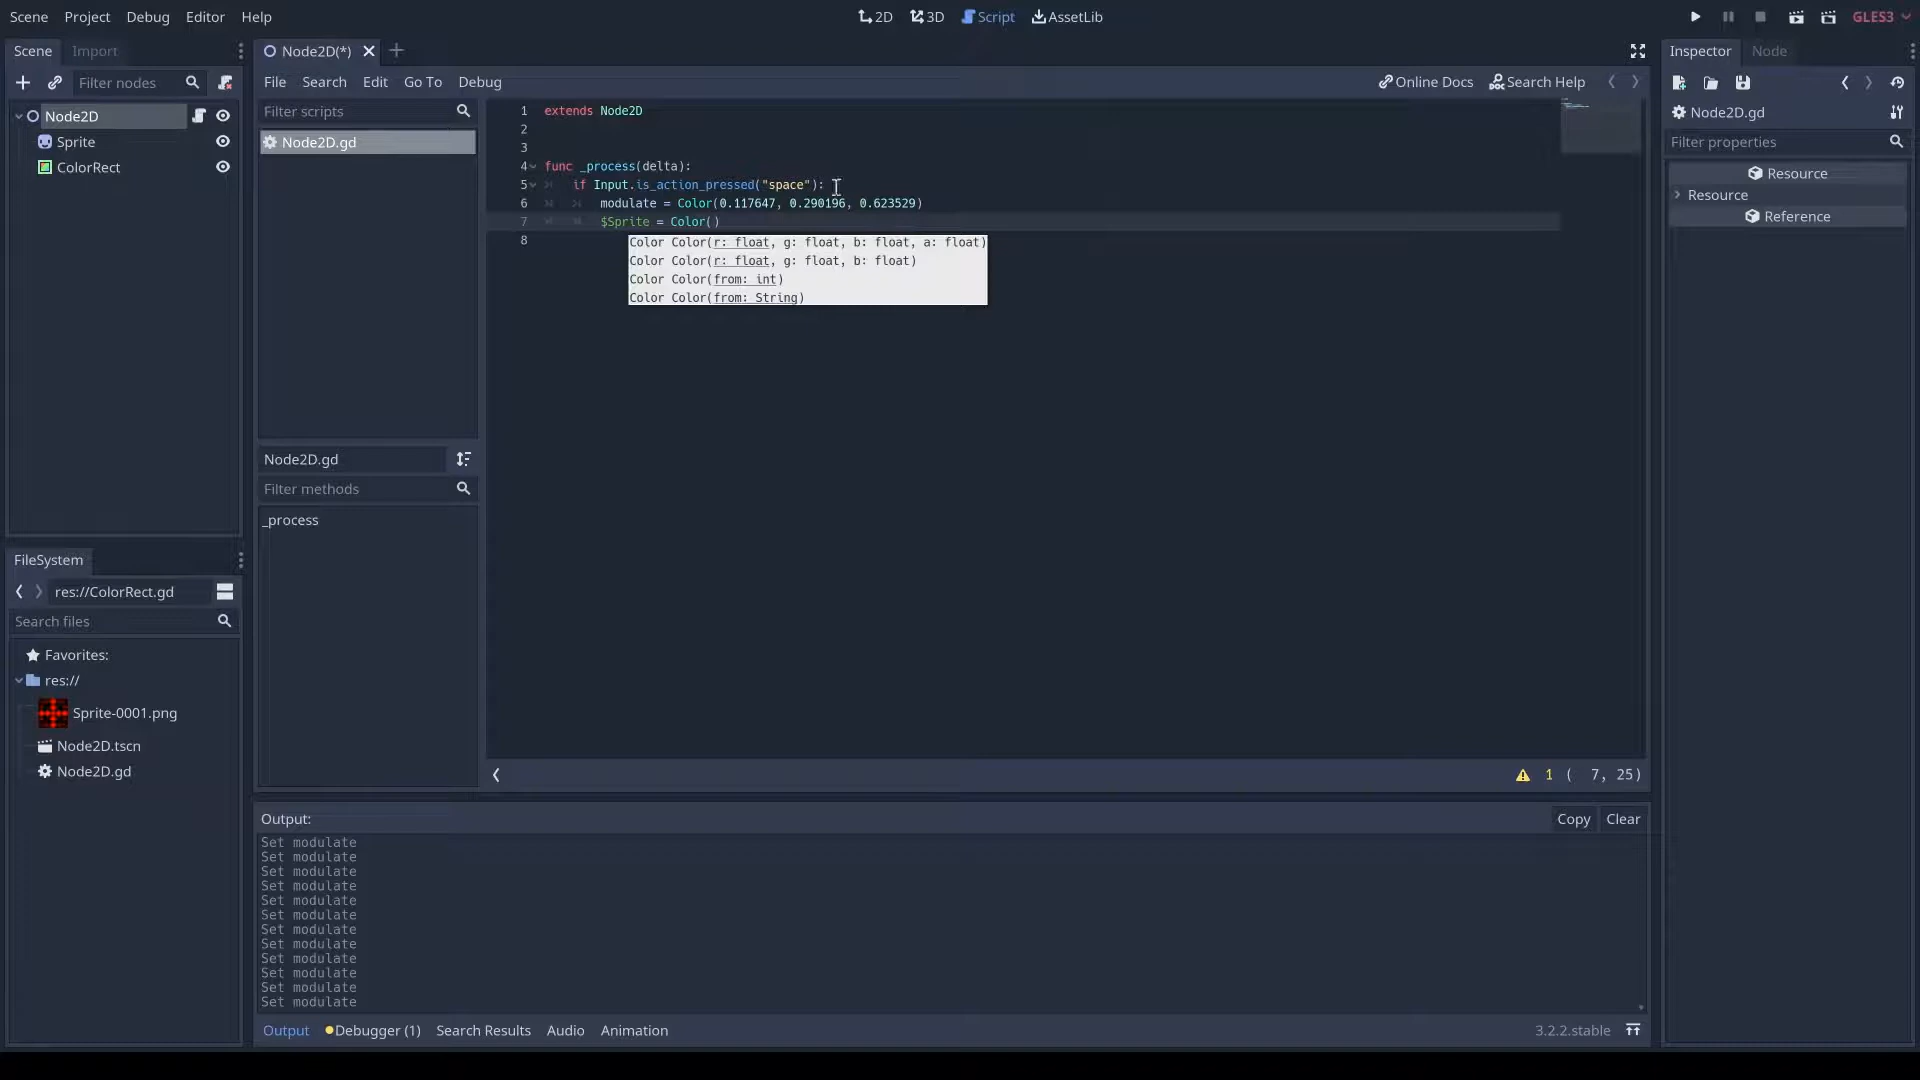 Scene Project Debug Editor Help
2D 3D Script AssetLib
GLES3
Scene Import
Filter nodes
Node2D
Sprite
ColorRect
FileSystem
res://ColorRect.gd
Search files
Favorites:
res://
Sprite-0001.png
Node2D.tscn
Node2D.gd
Node2D(*)
File Search Edit Go To Debug
Online Docs Search Help
Filter scripts
Node2D.gd
Node2D.gd
Filter methods
_process
1 extends Node2D
2
3
4 func _process(delta):
5 if Input.is_action_pressed("space"):
6 modulate = Color(0.117647, 0.290196, 0.623529)
7 $Sprite = Color()
8
Color Color(r: float, g: float, b: float, a: float)
Color Color(r: float, g: float, b: float)
Color Color(from: int)
Color Color(from: String)
1 ( 7, 25)
Output:
Copy Clear
Set modulate
Set modulate
Set modulate
Set modulate
Set modulate
Set modulate
Set modulate
Set modulate
Set modulate
Set modulate
Set modulate
Set modulate
Output Debugger (1) Search Results Audio Animation
3.2.2.stable
Inspector Node
Node2D.gd
Filter properties
Resource
Resource
Reference